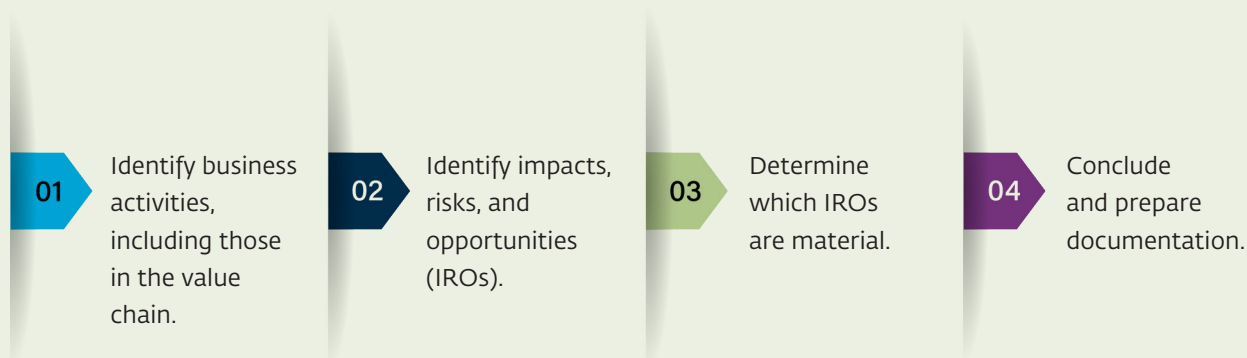 01
Identify business
activities,
including those
in the value
chain.
02
Identify impacts,
risks, and
opportunities
(IROs).
03
Determine
which IROs
are material.
04
Conclude
and prepare
documentation.